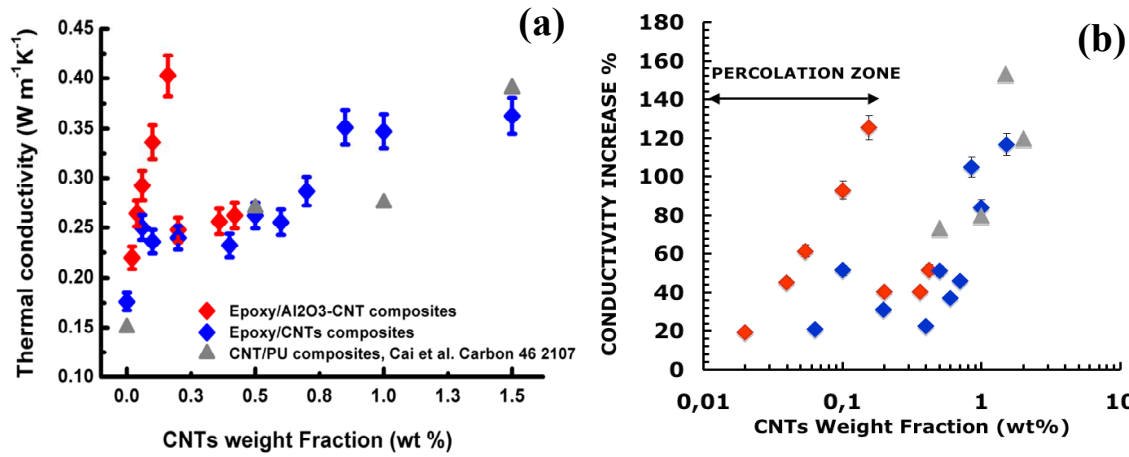 (a)
Thermal conductivity (W m⁻¹K⁻¹)
0.45
0.40
0.35
0.30
0.25
0.20
0.15
0.10
Epoxy/Al2O3-CNT composites
Epoxy/CNTs composites
CNT/PU composites, Cai et al. Carbon 46 2107
0.0 0.3 0.5 0.8 1.0 1.3 1.5
CNTs weight Fraction (wt %)
(b)
CONDUCTIVITY INCREASE %
180
160
PERCOLATION ZONE
140
120
100
80
60
40
20
0
0,01 0,1 1 10
CNTs Weight Fraction (wt%)